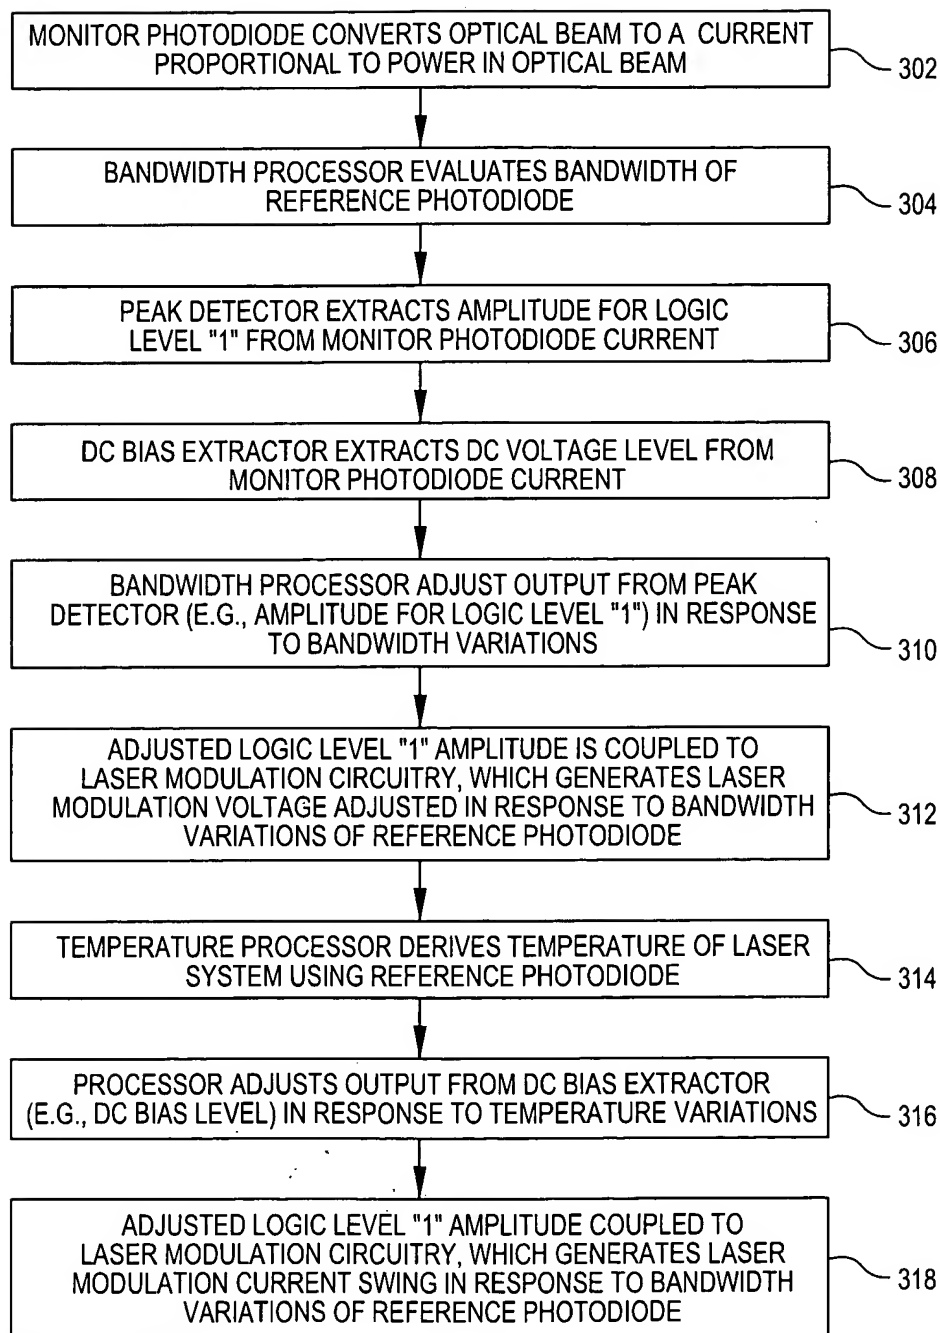 MONITOR PHOTODIODE CONVERTS OPTICAL BEAM TO A CURRENT
PROPORTIONAL TO POWER IN OPTICAL BEAM
302
BANDWIDTH PROCESSOR EVALUATES BANDWIDTH OF
REFERENCE PHOTODIODE
304
PEAK DETECTOR EXTRACTS AMPLITUDE FOR LOGIC
LEVEL "1" FROM MONITOR PHOTODIODE CURRENT
306
DC BIAS EXTRACTOR EXTRACTS DC VOLTAGE LEVEL FROM
MONITOR PHOTODIODE CURRENT
308
BANDWIDTH PROCESSOR ADJUST OUTPUT FROM PEAK
DETECTOR (E.G., AMPLITUDE FOR LOGIC LEVEL "1") IN RESPONSE
TO BANDWIDTH VARIATIONS
310
ADJUSTED LOGIC LEVEL "1" AMPLITUDE IS COUPLED TO
LASER MODULATION CIRCUITRY, WHICH GENERATES LASER
MODULATION VOLTAGE ADJUSTED IN RESPONSE TO BANDWIDTH
VARIATIONS OF REFERENCE PHOTODIODE
312
TEMPERATURE PROCESSOR DERIVES TEMPERATURE OF LASER
SYSTEM USING REFERENCE PHOTODIODE
314
PROCESSOR ADJUSTS OUTPUT FROM DC BIAS EXTRACTOR
(E.G., DC BIAS LEVEL) IN RESPONSE TO TEMPERATURE VARIATIONS
316
ADJUSTED LOGIC LEVEL "1" AMPLITUDE COUPLED TO
LASER MODULATION CIRCUITRY, WHICH GENERATES LASER
MODULATION CURRENT SWING IN RESPONSE TO BANDWIDTH
VARIATIONS OF REFERENCE PHOTODIODE
318